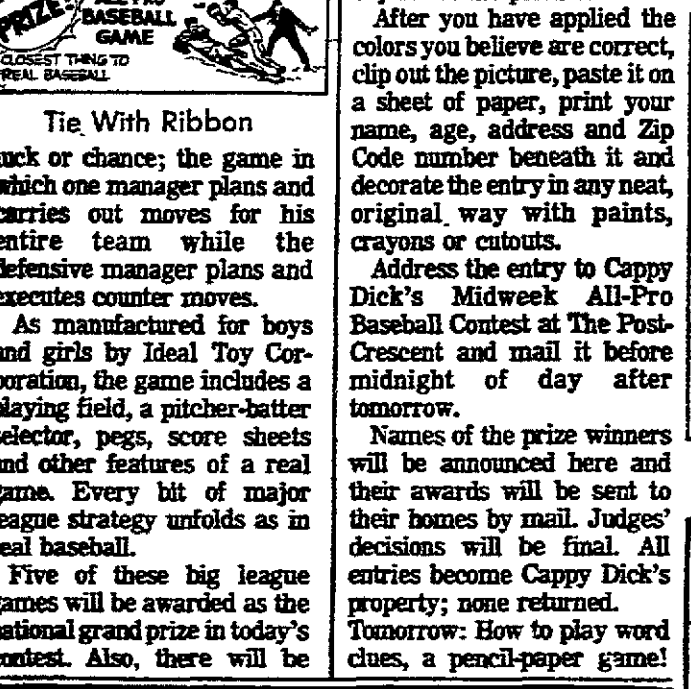 PRIZE!
BASEBALL
GAME
CLOSEST THING TO
REAL BASEBALL
Tie With Ribbon
uck or chance; the game in
which one manager plans and
carries out moves for his
entire team while the
defensive manager plans and
executes counter moves.
As manufactured for boys
and girls by Ideal Toy Cor-
poration, the game includes a
playing field, a pitcher-batter
selector, pegs, score sheets
and other features of a real
game. Every bit of major
league strategy unfolds as in
real baseball.
Five of these big league
games will be awarded as the
national grand prize in today's
contest. Also, there will be
After you have applied the
colors you believe are correct,
clip out the picture, paste it on
a sheet of paper, print your
name, age, address and Zip
Code number beneath it and
decorate the entry in any neat,
original way with paints,
crayons or cutouts.
Address the entry to Cappy
Dick's Midweek All-Pro
Baseball Contest at The Post-
Crescent and mail it before
midnight of day after
tomorrow.
Names of the prize winners
will be announced here and
their awards will be sent to
their homes by mail. Judges'
decisions will be final. All
entries become Cappy Dick's
property; none returned.
Tomorrow: How to play word
clues, a pencil-paper game!